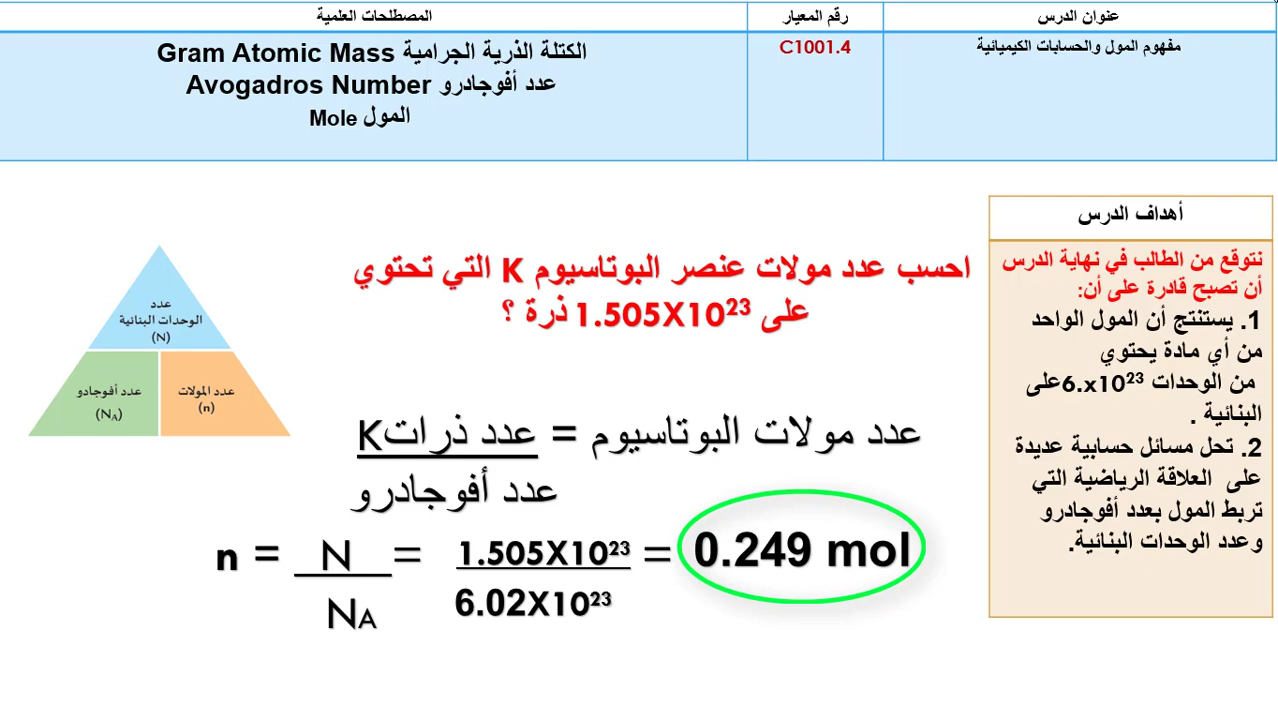 عنوان الدرس
رقم المعيار
المصطلحات العلمية
مفهوم المول والحسابات الكيميائية
C1001.4
الكتلة الذرية الجرامية Gram Atomic Mass
عدد أفوجادرو Avogadros Number
المول Mole
أهداف الدرس
نتوقع من الطالب في نهاية الدرس
أن تصبح قادرة على أن:
1. يستنتج أن المول الواحد
من أي مادة يحتوي
من الوحدات 6.x10²³على
البنائية .
2. تحل مسائل حسابية عديدة
على العلاقة الرياضية التي
تربط المول بعدد أفوجادرو
وعدد الوحدات البنائية.
احسب عدد مولات عنصر البوتاسيوم K التي تحتوي
على 1.505X10²³ ذرة ؟
عدد
الوحدات البنائية
(N)
عدد أفوجادو
(NA)
عدد المولات
(n)
عدد مولات البوتاسيوم = عدد ذراتK
عدد أفوجادرو
n = N = 1.505X10²³ = 0.249 mol
NA 6.02X10²³